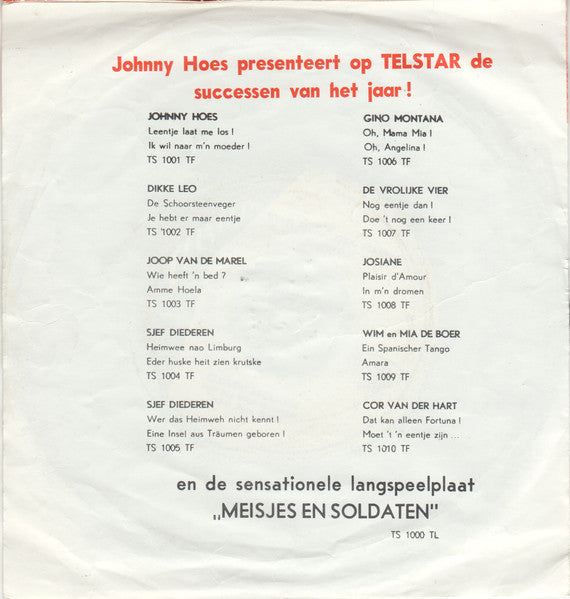 Johnny Hoes presenteert op TELSTAR de
successen van het jaar!
JOHNNY HOES
Leentje laat me los!
Ik wil naar m'n moeder!
TS 1001 TF
DIKKE LEO
De Schoorsteenveger
Je hebt er maar eentje
TS 1002 TF
JOOP VAN DE MAREL
Wie heeft 'n bed?
Amme Hoela
TS 1003 TF
SJEF DIEDEREN
Heimwee nao Limburg
Eder huske heit zien krutske
TS 1004 TF
SJEF DIEDEREN
Wer das Heimweh nicht kennt!
Eine Insel aus Träumen geboren!
TS 1005 TF
GINO MONTANA
Oh, Mama Mia!
Oh, Angelina!
TS 1006 TF
DE VROLIJKE VIER
Nog eentje dan!
Doe 't nog een keer!
TS 1007 TF
JOSIANE
Plaisir d'Amour
In m'n dromen
TS 1008 TF
WIM en MIA DE BOER
Ein Spanischer Tango
Amara
TS 1009 TF
COR VAN DER HART
Dat kan alleen Fortuna!
Moet 't 'n eentje zijn ...
TS 1010 TF
en de sensationele langspeelplaat
„MEISJES EN SOLDATEN"
TS 1000 TL